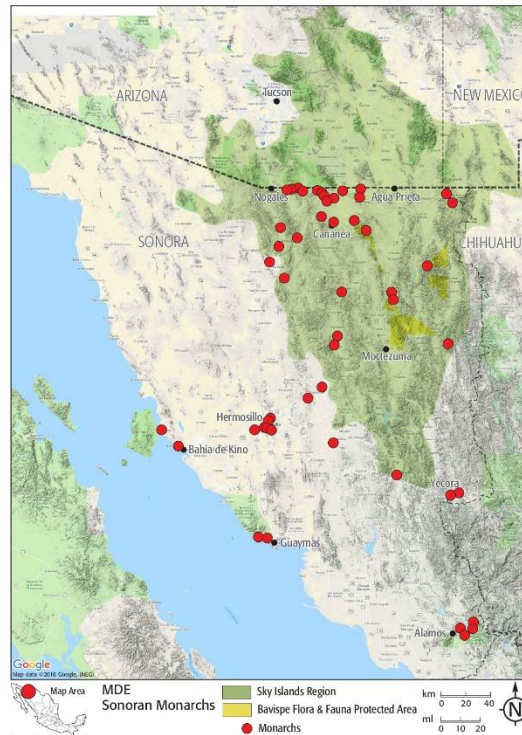 Tucson
ARIZONA
NEW MEXICO
Nogales
Agua Prieta
SONORA
Cananea
CHIHUAHU
Moctezuma
Hermosillo
Bahia de Kino
Yecora
Guaymas
Alamos
Google
Map data ©2016 Google, INEGI
Map Area
MDE
Sonoran Monarchs
Sky Islands Region
Bavispe Flora & Fauna Protected Area
Monarchs
km
0 20 40
ml
0 10 20
N